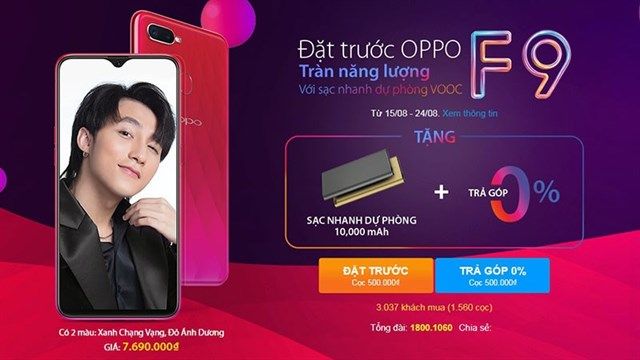 Đặt trước OPPO F9
Tràn năng lượng
Với sạc nhanh dự phòng VOOC
Từ 15/08 - 24/08. Xem thông tin
TẶNG
SẠC NHANH DỰ PHÒNG
10,000 mAh
+
TRẢ GÓP 0%
ĐẶT TRƯỚC
Cọc 500.000₫
TRẢ GÓP 0%
Cọc 500.000₫
3.037 khách mua (1.560 cọc)
Tổng đài: 1800.1060 Chia sẻ:
oppo
Có 2 màu: Xanh Chạng Vạng, Đỏ Ánh Dương
GIÁ: 7.690.000₫